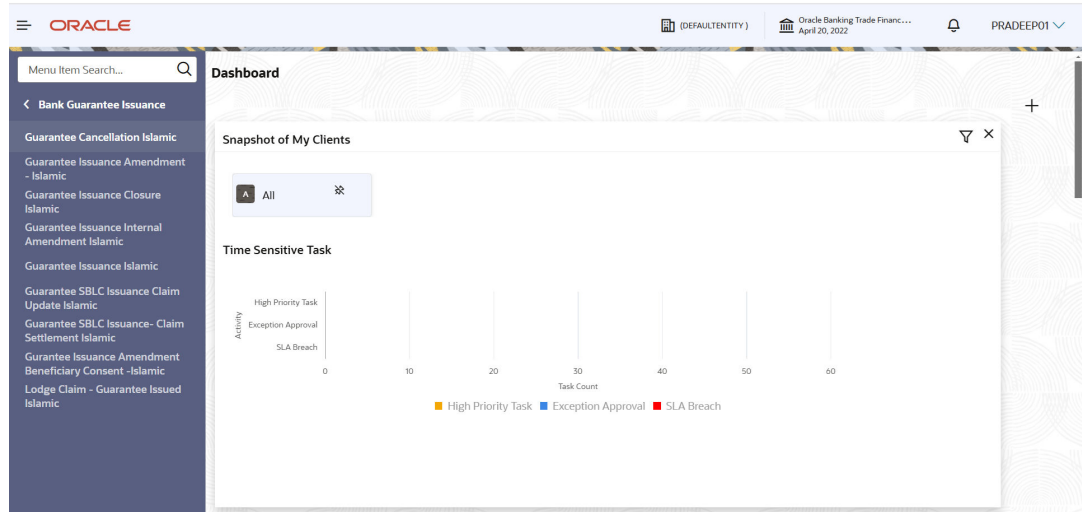 ORACLE
(DEFAULTENTITY )
Oracle Banking Trade Financ...
April 20, 2022
PRADEEP01
Menu Item Search...
Bank Guarantee Issuance
Guarantee Cancellation Islamic
Guarantee Issuance Amendment
- Islamic
Guarantee Issuance Closure
Islamic
Guarantee Issuance Internal
Amendment Islamic
Guarantee Issuance Islamic
Guarantee SBLC Issuance Claim
Update Islamic
Guarantee SBLC Issuance- Claim
Settlement Islamic
Gurantee Issuance Amendment
Beneficiary Consent -Islamic
Lodge Claim - Guarantee Issued
Islamic
Dashboard
Snapshot of My Clients
A All
Time Sensitive Task
Activity
High Priority Task
Exception Approval
SLA Breach
0 10 20 30 40 50 60
Task Count
High Priority Task Exception Approval SLA Breach